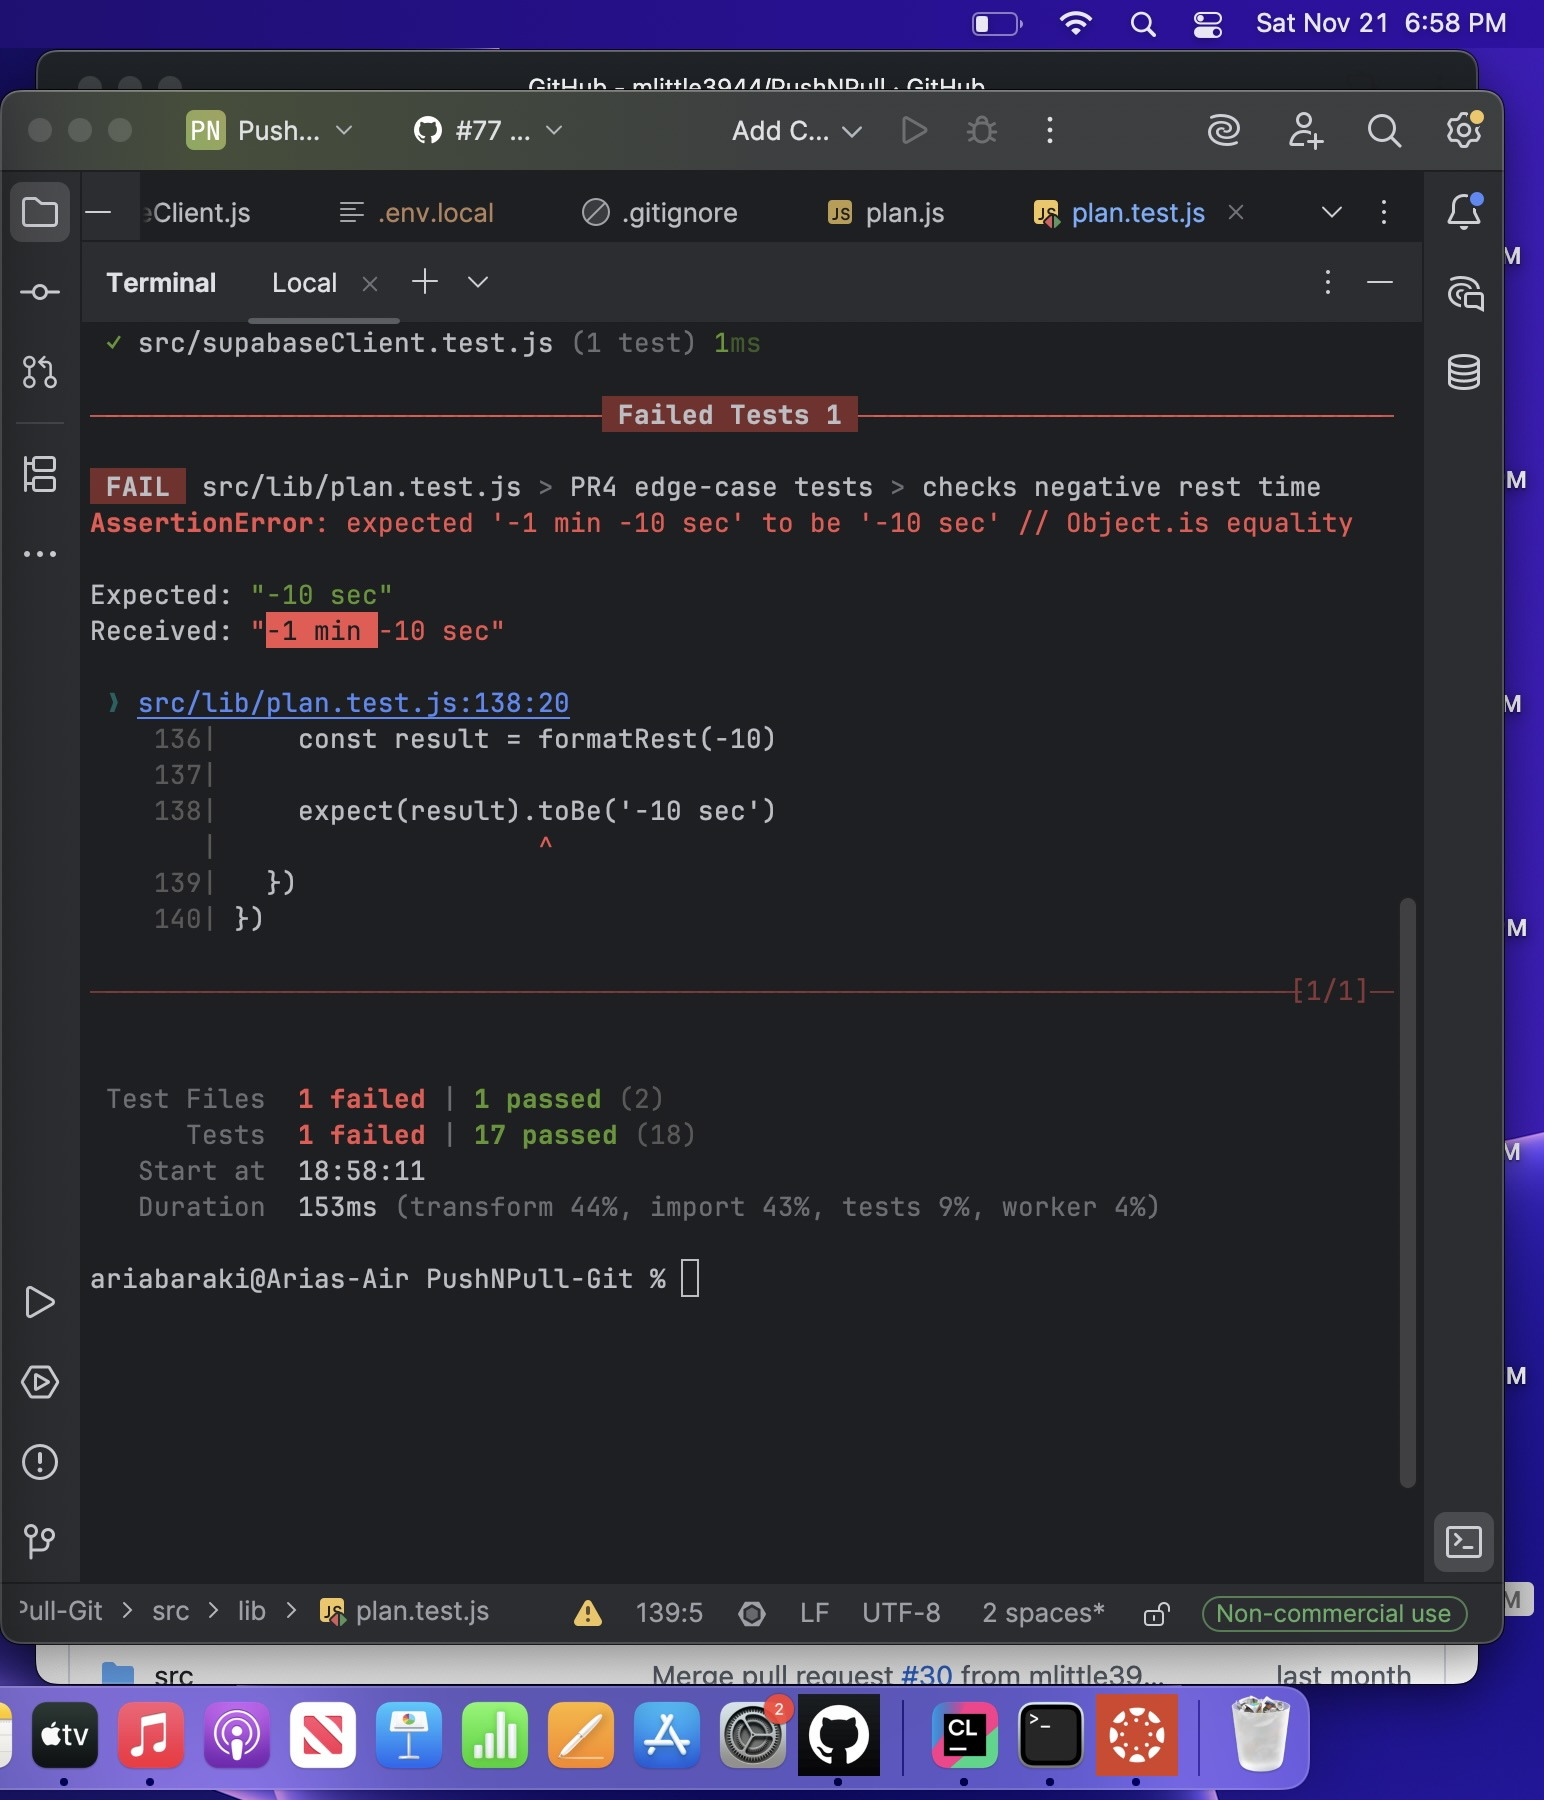 Sat Nov 21 6:58 PM
GitHub - mlittle3944/PushNPull · GitHub
PN Push... #77 ... Add C...
eClient.js .env.local .gitignore JS plan.js JS plan.test.js
Terminal Local
✓ src/supabaseClient.test.js (1 test) 1ms
Failed Tests 1
FAIL src/lib/plan.test.js > PR4 edge-case tests > checks negative rest time
AssertionError: expected '-1 min -10 sec' to be '-10 sec' // Object.is equality
Expected: "-10 sec"
Received: "-1 min -10 sec"
❯ src/lib/plan.test.js:138:20
136| const result = formatRest(-10)
137|
138| expect(result).toBe('-10 sec')
| ^
139| })
140| })
[1/1]
Test Files 1 failed | 1 passed (2)
Tests 1 failed | 17 passed (18)
Start at 18:58:11
Duration 153ms (transform 44%, import 43%, tests 9%, worker 4%)
ariabaraki@Arias-Air PushNPull-Git %
Pull-Git > src > lib > JS plan.test.js 139:5 LF UTF-8 2 spaces* Non-commercial use
src Merge pull request #30 from mlittle39... last month
M
M
M
M
M
M
M
tv 2 CL >_